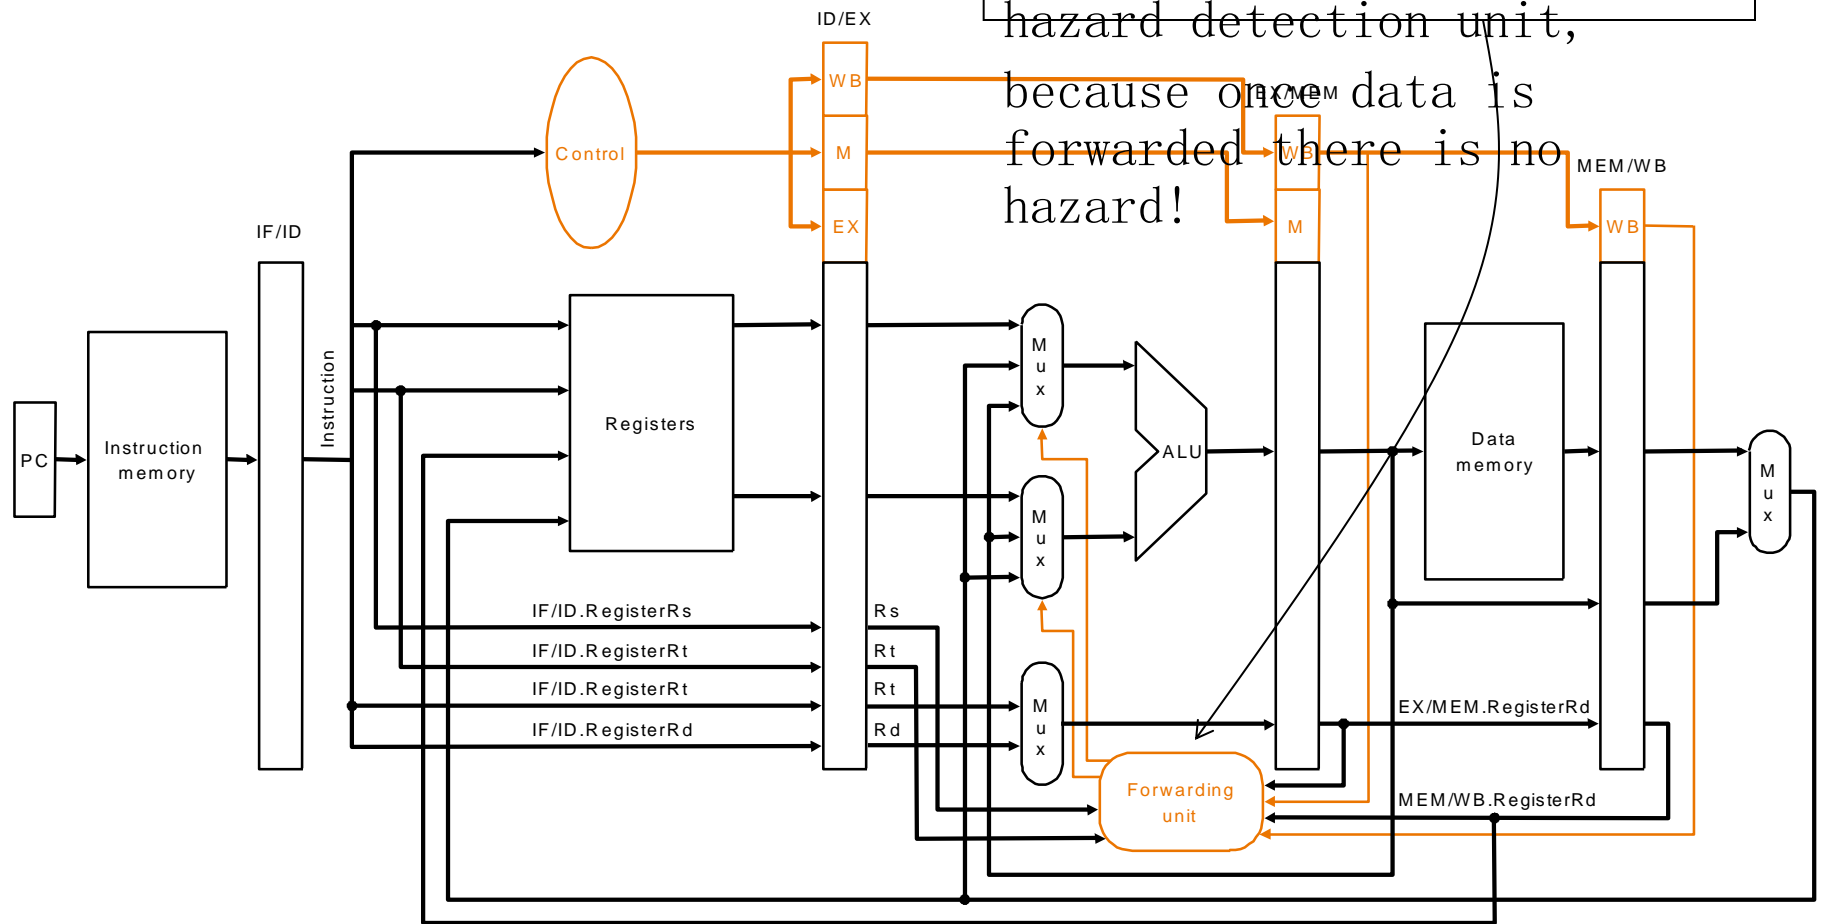 ID/EX
hazard detection unit,
because once data is
EX/MEM
forwarded there is no
hazard!
WB
Control
M
EX
WB
M
MEM/WB
WB
IF/ID
Instruction
PC
Instruction
memory
Registers
M
u
x
M
u
x
ALU
Data
memory
M
u
x
IF/ID.RegisterRs
Rs
IF/ID.RegisterRt
Rt
IF/ID.RegisterRt
Rt
IF/ID.RegisterRd
Rd
M
u
x
EX/MEM.RegisterRd
Forwarding
unit
MEM/WB.RegisterRd